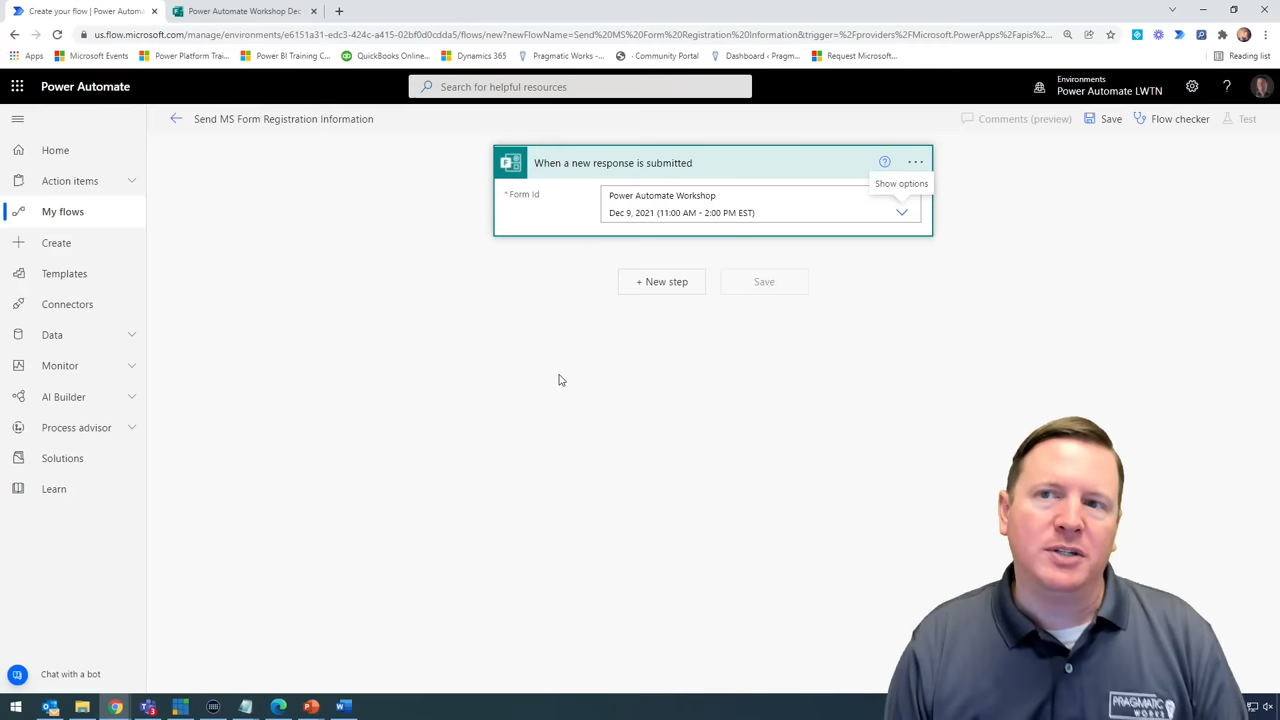 Create your flow | Power Automa
Power Automate Workshop Dec
us.flow.microsoft.com/manage/environments/e6151a31-edc3-424c-a415-02bf0d0cdda5/flows/new?newFlowName=Send%20MS%20Form%20Registration%20Information&trigger=%2Fproviders%2FMicrosoft.PowerApps%2Fapis%2...
Apps
Microsoft Events
Power Platform Trai...
Power BI Training C...
QuickBooks Online...
Dynamics 365
Pragmatic Works -...
· Community Portal
Dashboard ‹ Pragm...
Request Microsoft...
Reading list
Power Automate
Search for helpful resources
Environments
Power Automate LWTN
Send MS Form Registration Information
Comments (preview)
Save
Flow checker
Test
Home
Action items
My flows
Create
Templates
Connectors
Data
Monitor
AI Builder
Process advisor
Solutions
Learn
Chat with a bot
When a new response is submitted
Show options
* Form Id
Power Automate Workshop
Dec 9, 2021 (11:00 AM - 2:00 PM EST)
+ New step
Save
PRAGMATIC
WORKS